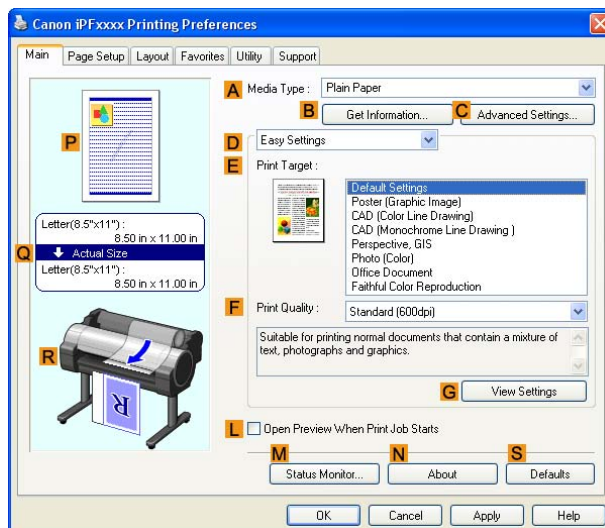 Canon iPFxxxx Printing Preferences
Main Page Setup Layout Favorites Utility Support
A Media Type : Plain Paper
B Get Information... C Advanced Settings...
D Easy Settings
E Print Target :
Default Settings
Poster (Graphic Image)
CAD (Color Line Drawing)
CAD (Monochrome Line Drawing )
Perspective, GIS
Photo (Color)
Office Document
Faithful Color Reproduction
P
Letter(8.5"x11") :
8.50 in x 11.00 in
Q Actual Size
Letter(8.5"x11") :
8.50 in x 11.00 in
R
R
F Print Quality : Standard (600dpi)
Suitable for printing normal documents that contain a mixture of
text, photographs and graphics.
G View Settings
L Open Preview When Print Job Starts
M Status Monitor... N About S Defaults
OK Cancel Apply Help